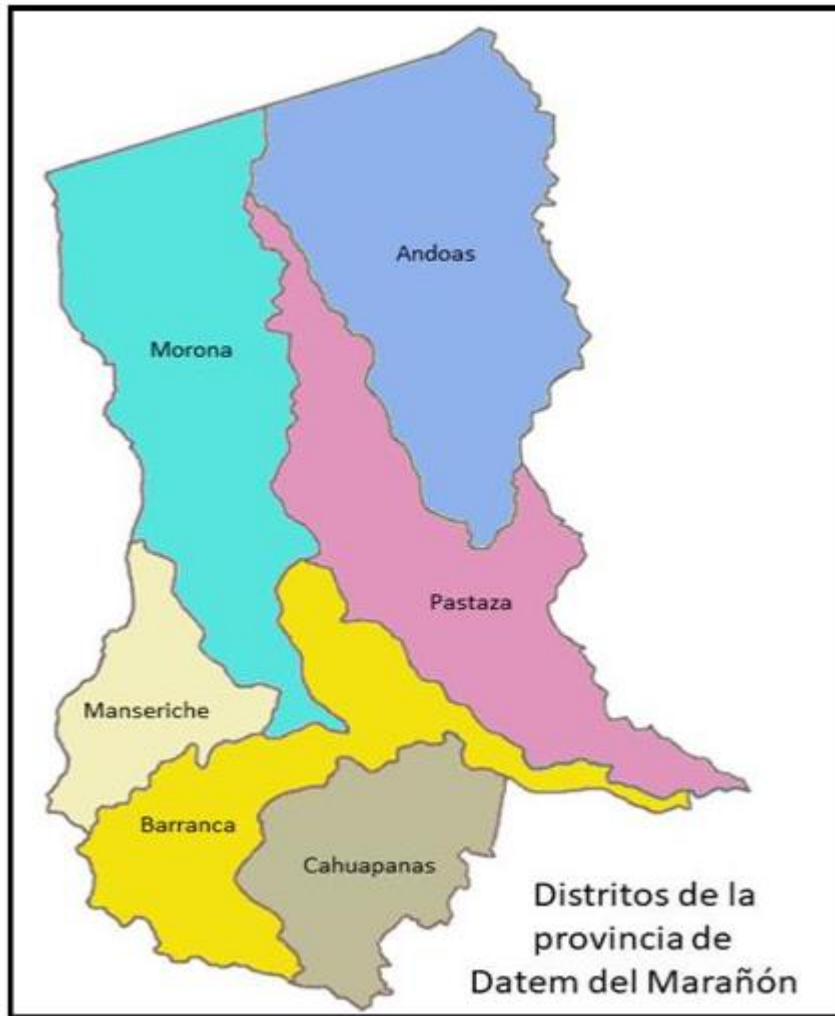 Andoas
Morona
Pastaza
Manseriche
Barranca
Cahuapanas
Distritos de la
provincia de
Datem del Marañón